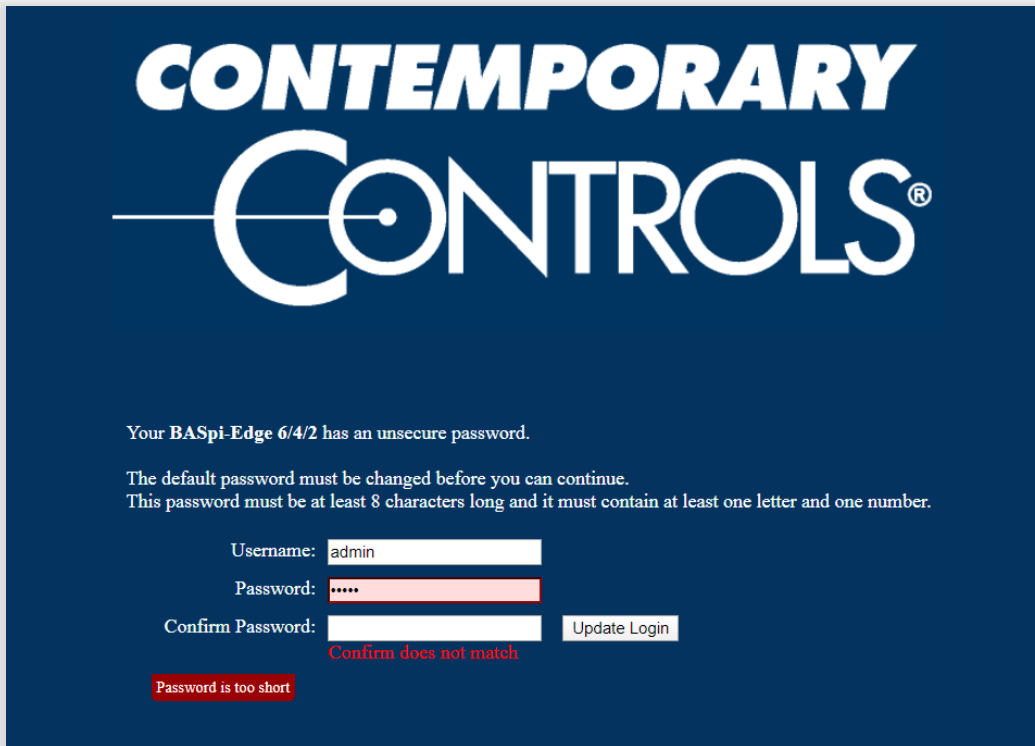 CONTEMPORARY
CONTROLS®
Your BASpi-Edge 6/4/2 has an unsecure password.
The default password must be changed before you can continue.
This password must be at least 8 characters long and it must contain at least one letter and one number.
Username: admin
Password: •••••
Confirm Password: Update Login
Confirm does not match
Password is too short